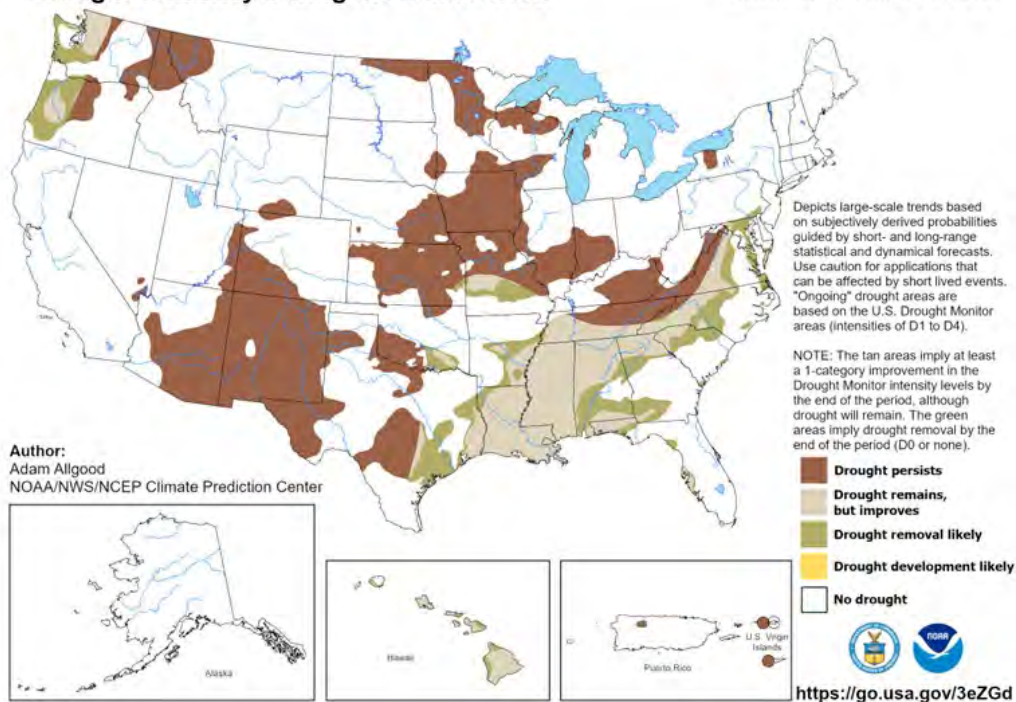 Depicts large-scale trends based
on subjectively derived probabilities
guided by short- and long-range
statistical and dynamical forecasts.
Use caution for applications that
can be affected by short lived events.
"Ongoing" drought areas are
based on the U.S. Drought Monitor
areas (intensities of D1 to D4).
NOTE: The tan areas imply at least
a 1-category improvement in the
Drought Monitor intensity levels by
the end of the period, although
drought will remain. The green
areas imply drought removal by the
end of the period (D0 or none).
Author:
Adam Allgood
NOAA/NWS/NCEP Climate Prediction Center
Drought persists
Drought remains,
but improves
Drought removal likely
Drought development likely
No drought
Alaska
Hawaii
Puerto Rico
U.S. Virgin
Islands
NOAA
https://go.usa.gov/3eZGd